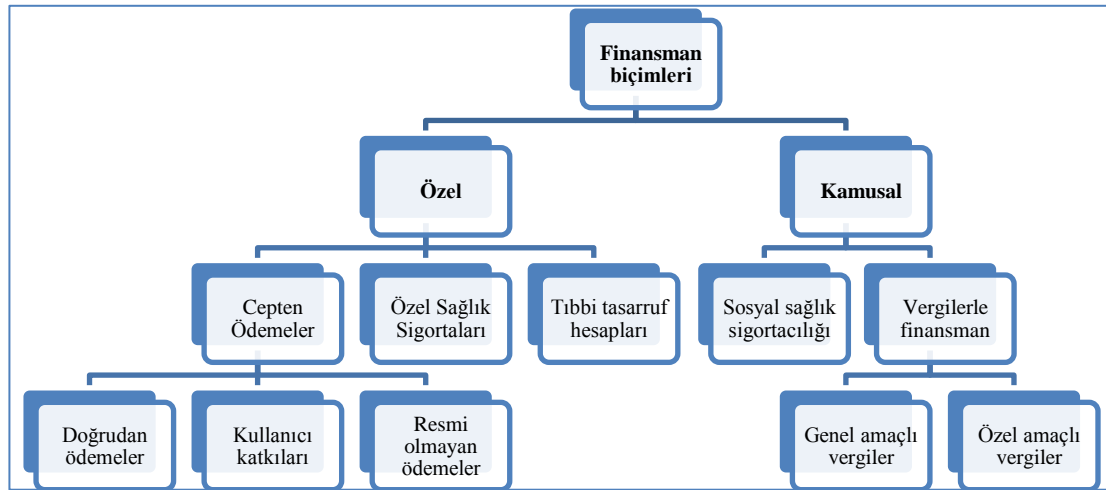 Finansman
biçimleri
Özel
Kamusal
Cepten
Ödemeler
Özel Sağlık
Sigortaları
Tıbbi tasarruf
hesapları
Sosyal sağlık
sigortacılığı
Vergilerle
finansman
Doğrudan
ödemeler
Kullanıcı
katkıları
Resmi
olmayan
ödemeler
Genel amaçlı
vergiler
Özel amaçlı
vergiler